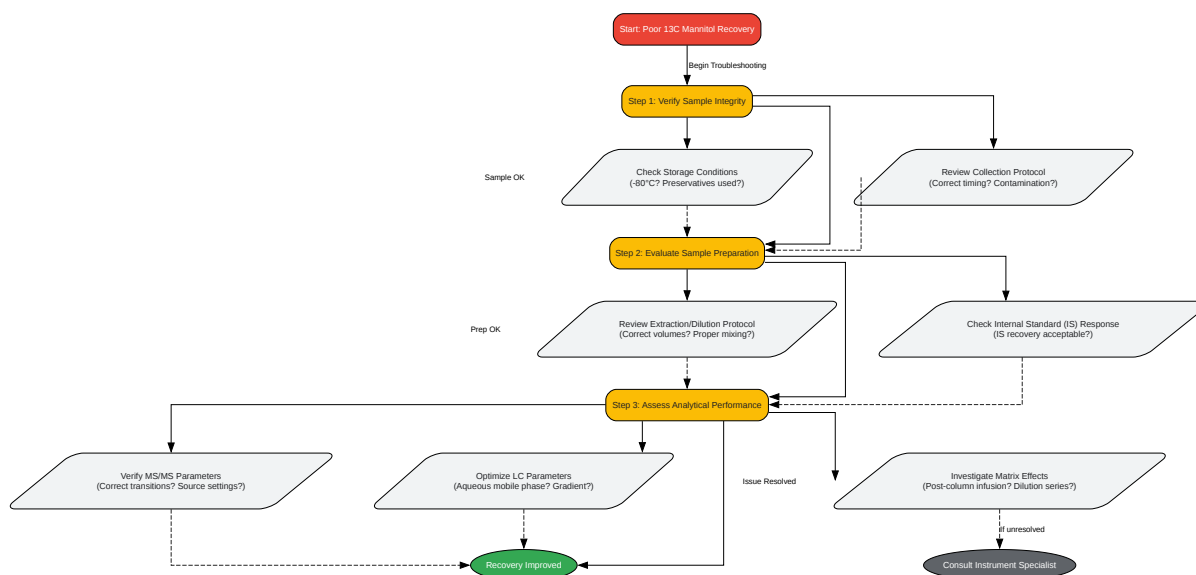 Start: Poor 13C Mannitol Recovery
Begin Troubleshooting
Step 1: Verify Sample Integrity
Sample OK
Check Storage Conditions
(-80°C? Preservatives used?)
Review Collection Protocol
(Correct timing? Contamination?)
Step 2: Evaluate Sample Preparation
Prep OK
Review Extraction/Dilution Protocol
(Correct volumes? Proper mixing?)
Check Internal Standard (IS) Response
(IS recovery acceptable?)
Step 3: Assess Analytical Performance
Verify MS/MS Parameters
(Correct transitions? Source settings?)
Optimize LC Parameters
(Aqueous mobile phase? Gradient?)
Issue Resolved
Investigate Matrix Effects
(Post-column infusion? Dilution series?)
If unresolved
Recovery Improved
Consult Instrument Specialist